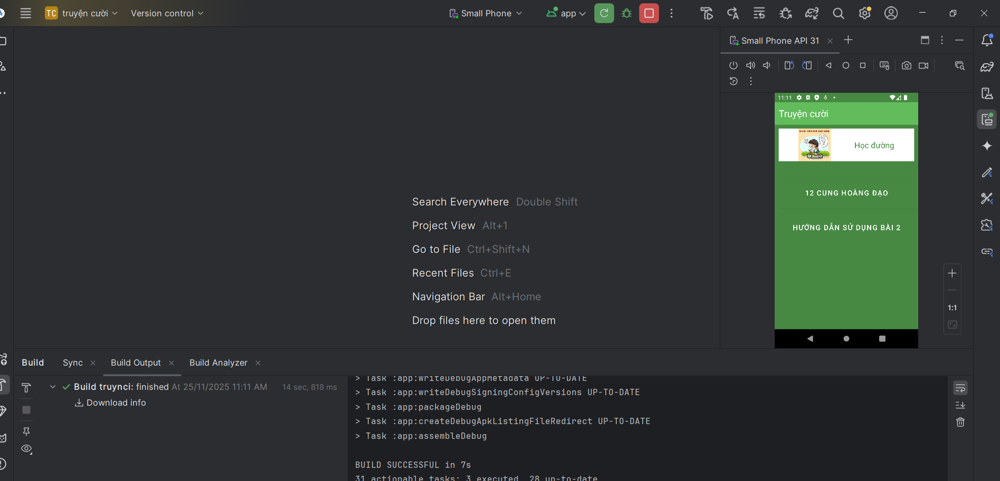 TC truyện cười Version control Small Phone app
Small Phone API 31
11:11
Truyện cười
Học đường
12 CUNG HOÀNG ĐẠO
HƯỚNG DẪN SỬ DỤNG BÀI 2
1:1
Search Everywhere Double Shift
Project View Alt+1
Go to File Ctrl+Shift+N
Recent Files Ctrl+E
Navigation Bar Alt+Home
Drop files here to open them
Build Sync Build Output Build Analyzer
Build truynci: finished At 25/11/2025 11:11 AM 14 sec, 818 ms
Download info
> Task :app:writeDebugAppMetadata UP-TO-DATE
> Task :app:writeDebugSigningConfigVersions UP-TO-DATE
> Task :app:packageDebug
> Task :app:createDebugApkListingFileRedirect UP-TO-DATE
> Task :app:assembleDebug
BUILD SUCCESSFUL in 7s
31 actionable tasks: 3 executed, 28 up-to-date